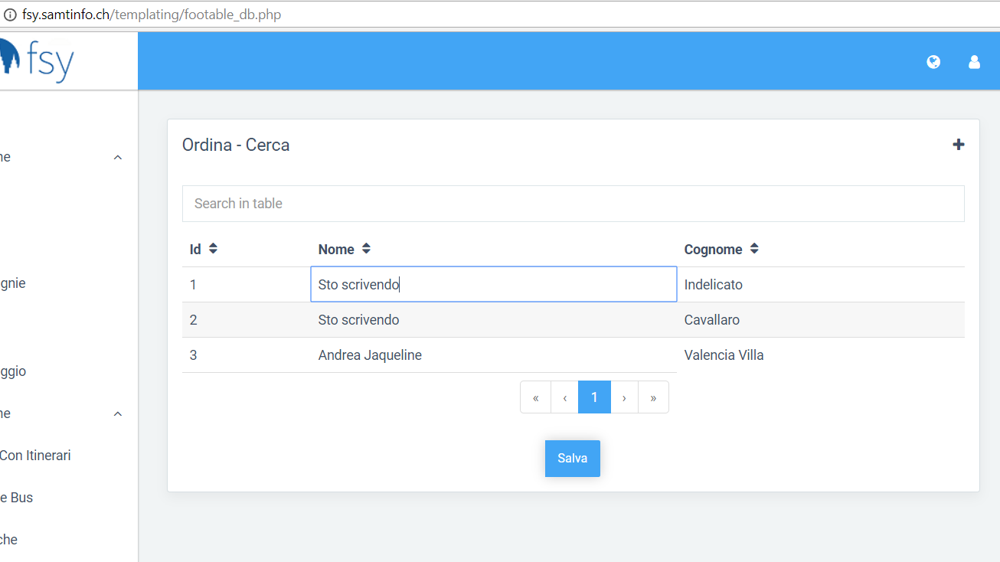 fsy.samtinfo.ch/templating/footable_db.php
fsy
ne
Ordina - Cerca
Search in table
Id Nome Cognome
1 Sto scrivendo Indelicato
gnie
2 Sto scrivendo Cavallaro
3 Andrea Jaqueline Valencia Villa
ggio
« ‹ 1 › »
ne
Con Itinerari
Salva
e Bus
che